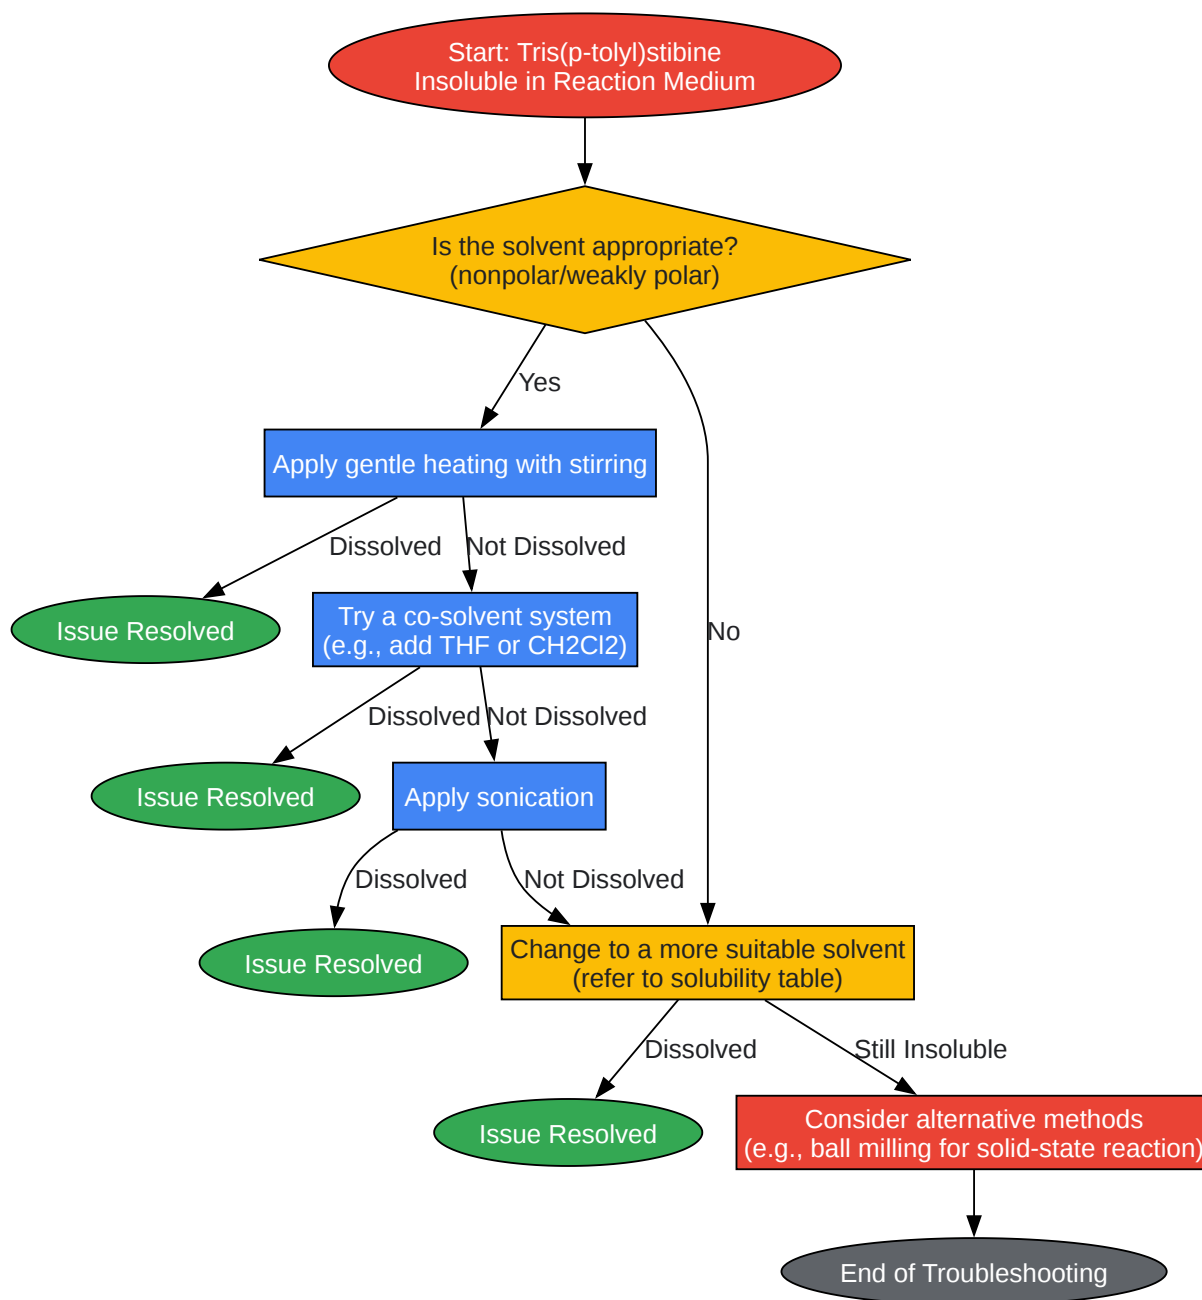 Start: Tris(p-tolyl)stibine
Insoluble in Reaction Medium
Is the solvent appropriate?
(nonpolar/weakly polar)
Yes
Apply gentle heating with stirring
Dissolved
Not Dissolved
Issue Resolved
Try a co-solvent system
(e.g., add THF or CH2Cl2)
No
Dissolved
Not Dissolved
Issue Resolved
Apply sonication
Dissolved
Not Dissolved
Issue Resolved
Change to a more suitable solvent
(refer to solubility table)
Dissolved
Still Insoluble
Issue Resolved
Consider alternative methods
(e.g., ball milling for solid-state reaction)
End of Troubleshooting